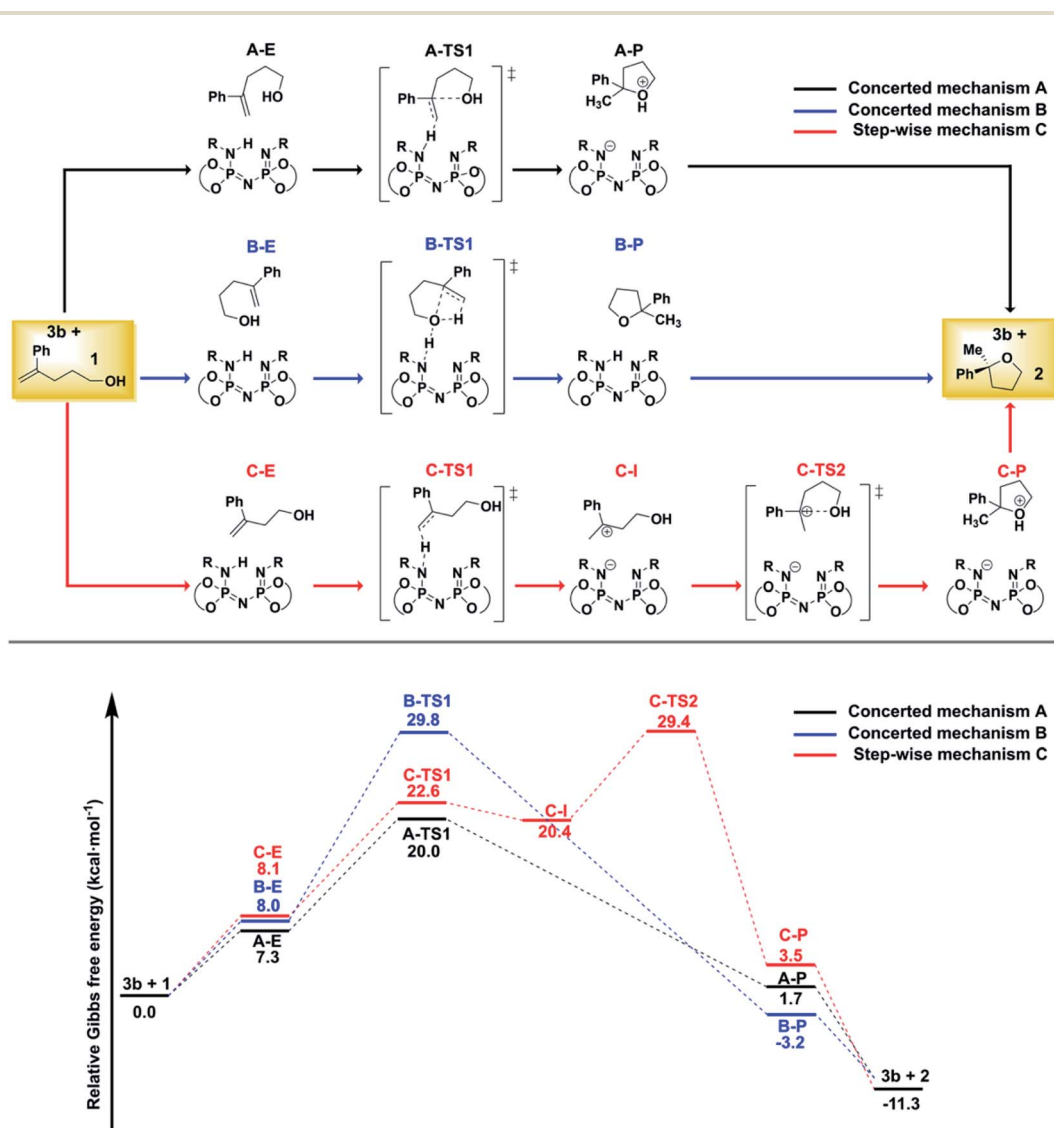 A-E
A-TS1
A-P
Ph
HO
Ph
OH
H
Ph
H3C
⊕
O
H
‡
Concerted mechanism A
Concerted mechanism B
Step-wise mechanism C
R H R
N N
O P P O
O N O
R R
N N
O P P O
O N O
R ⊖ R
N N
O P P O
O N O
B-E
B-TS1
B-P
Ph
OH
Ph
O H
H
‡
Ph
O CH3
R H R
N N
O P P O
O N O
R R
N N
O P P O
O N O
R H R
N N
O P P O
O N O
3b +
Ph 1
OH
3b +
Me O
Ph 2
C-E
C-TS1
C-I
C-TS2
C-P
Ph
OH
Ph
OH
H
‡
Ph
OH
⊕
Ph ⊕ OH
‡
Ph
H3C
⊕
O
H
R H R
N N
O P P O
O N O
R R
N N
O P P O
O N O
R ⊖ R
N N
O P P O
O N O
R ⊖ R
N N
O P P O
O N O
R ⊖ R
N N
O P P O
O N O
Relative Gibbs free energy (kcal·mol-1)
Concerted mechanism A
Concerted mechanism B
Step-wise mechanism C
B-TS1
29.8
C-TS2
29.4
C-TS1
22.6
C-I
20.4
A-TS1
20.0
C-E
8.1
B-E
8.0
A-E
7.3
3b + 1
0.0
C-P
3.5
A-P
1.7
B-P
-3.2
3b + 2
-11.3